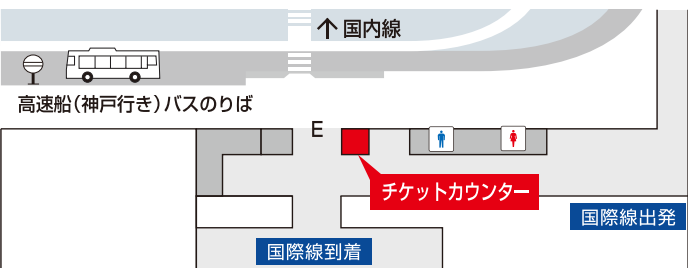 ↑国内線
高速船（神戸行き）バスのりば
E
チケットカウンター
国際線出発
国際線到着